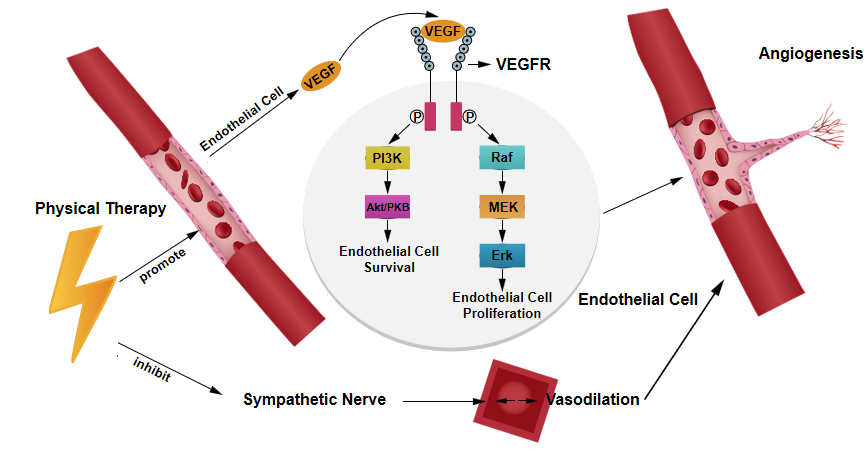 VEGF
Angiogenesis
VEGFR
VEGF
Endothelial Cell
P
P
PI3K
Raf
Physical Therapy
Akt/PKB
MEK
promote
Endothelial Cell
Survival
Erk
Endothelial Cell
Proliferation
Endothelial Cell
inhibit
Sympathetic Nerve
Vasodilation